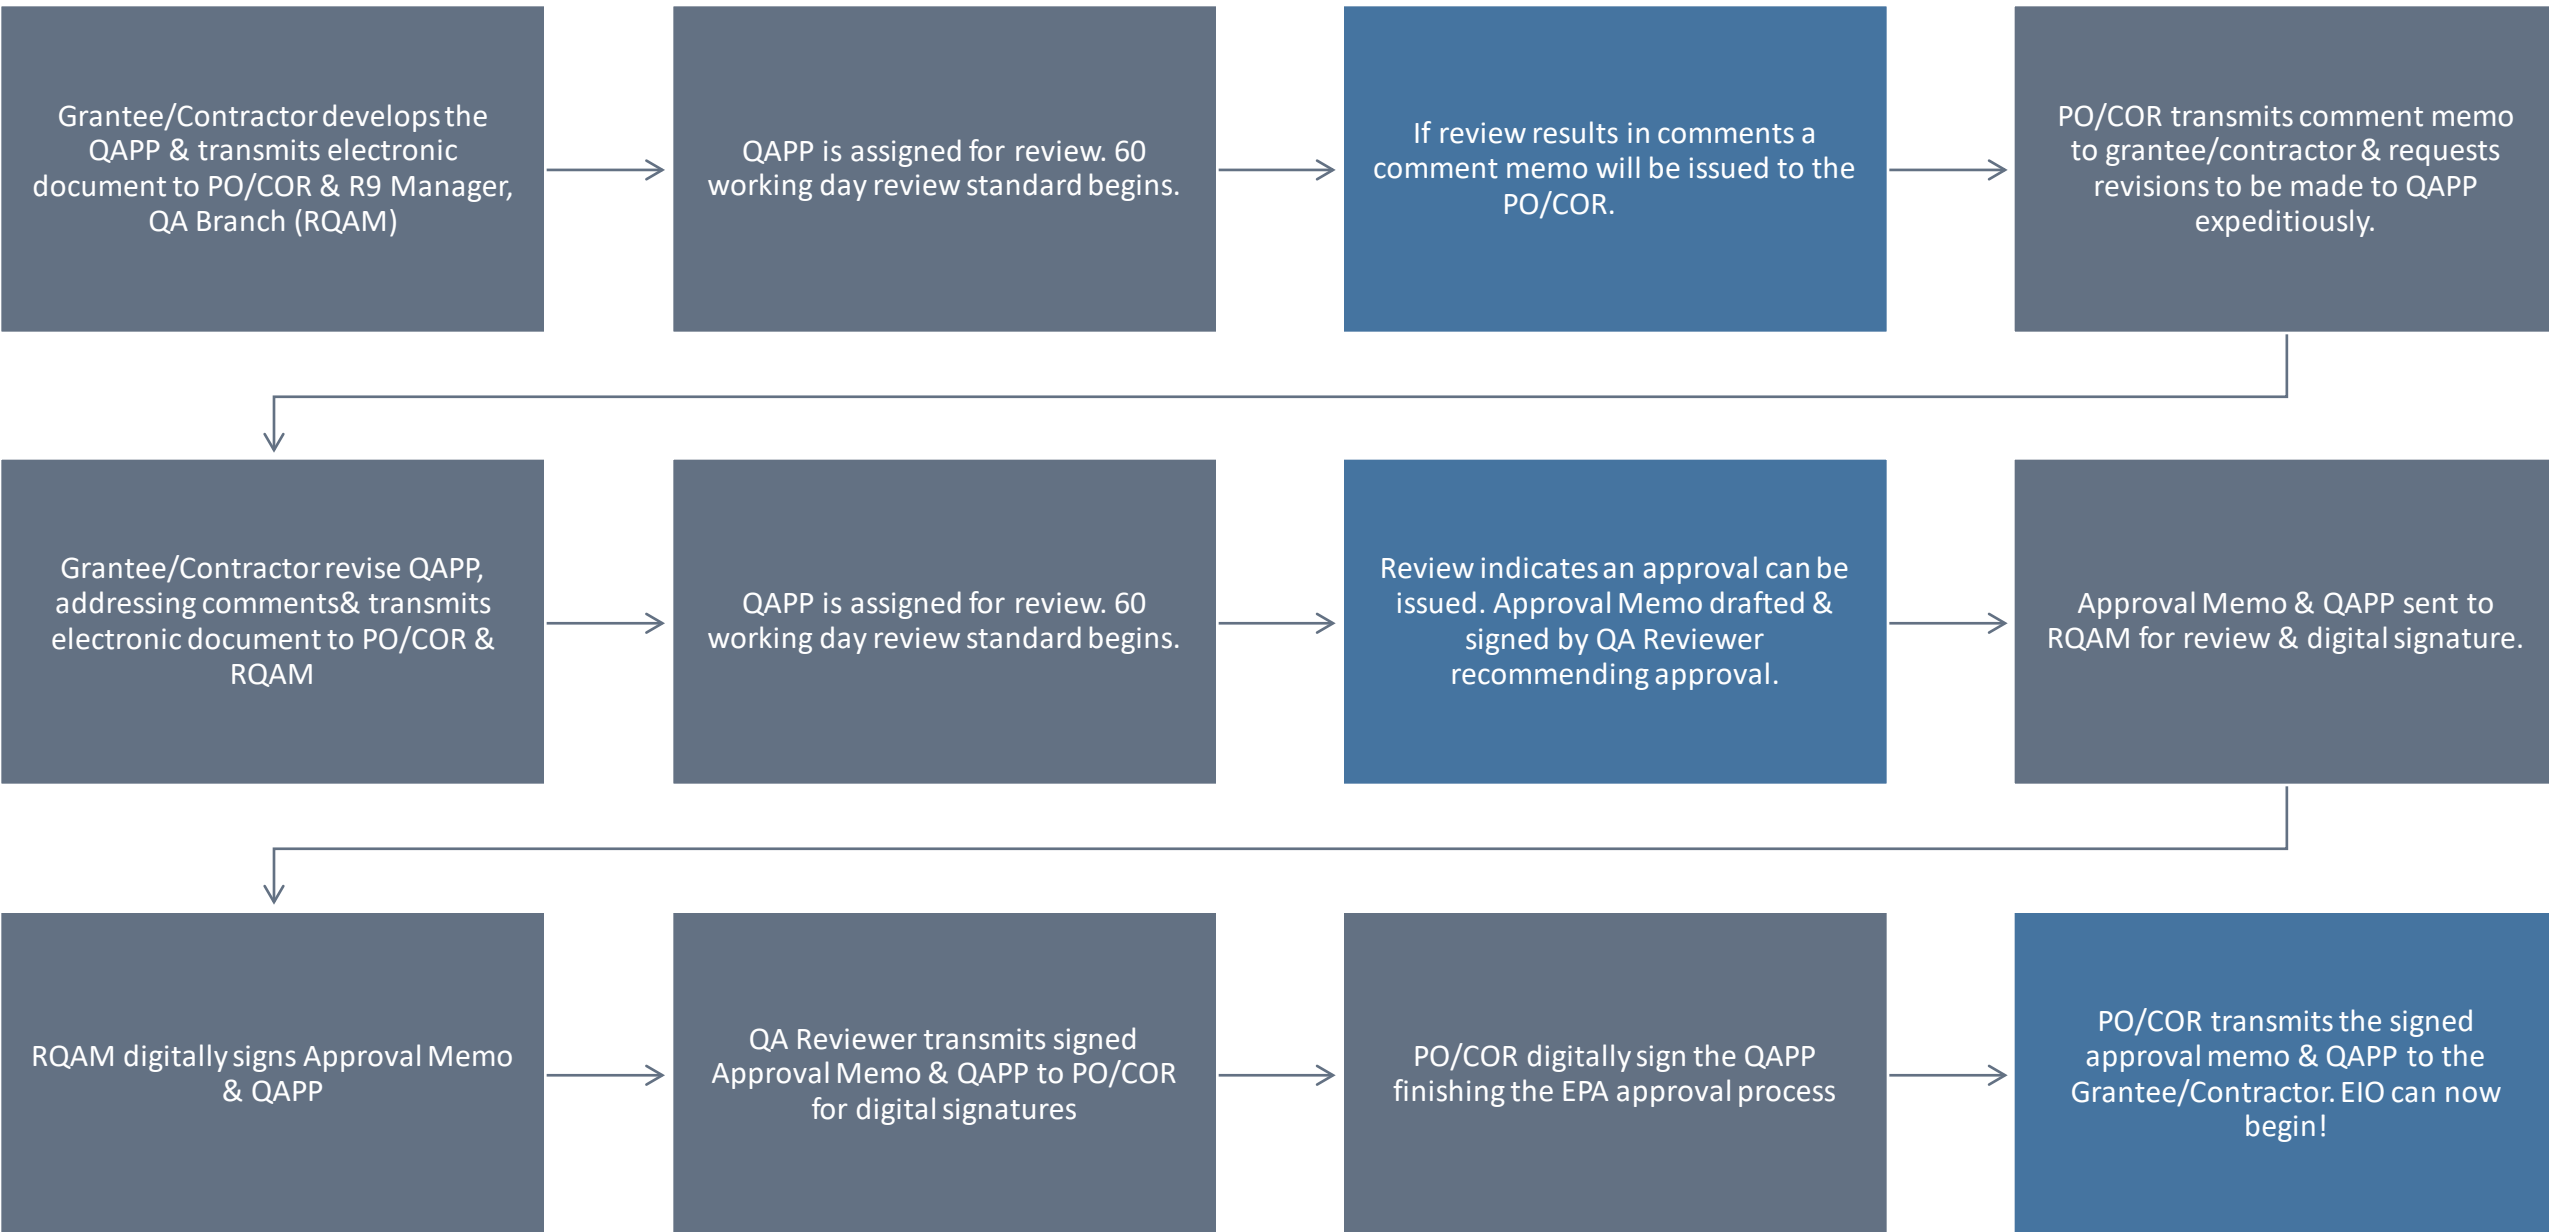 Grantee/Contractor develops the
QAPP & transmits electronic
document to PO/COR & R9 Manager,
QA Branch (RQAM)
QAPP is assigned for review. 60
working day review standard begins.
If review results in comments a
comment memo will be issued to the
PO/COR.
PO/COR transmits comment memo
to grantee/contractor & requests
revisions to be made to QAPP
expeditiously.
Grantee/Contractor revise QAPP,
addressing comments& transmits
electronic document to PO/COR &
RQAM
QAPP is assigned for review. 60
working day review standard begins.
Review indicates an approval can be
issued. Approval Memo drafted &
signed by QA Reviewer
recommending approval.
Approval Memo & QAPP sent to
RQAM for review & digital signature.
RQAM digitally signs Approval Memo
& QAPP
QA Reviewer transmits signed
Approval Memo & QAPP to PO/COR
for digital signatures
PO/COR digitally sign the QAPP
finishing the EPA approval process
PO/COR transmits the signed
approval memo & QAPP to the
Grantee/Contractor. EIO can now
begin!